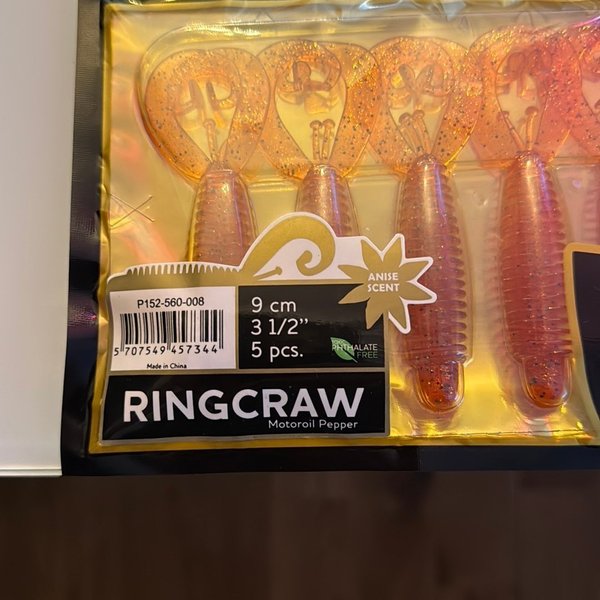 ANISE
SCENT
P152-560-008
5 707549 457344
Made in China
9 cm
3 1/2’’
5 pcs.
PHTHALATE
FREE
RINGCRAW
Motoroil Pepper